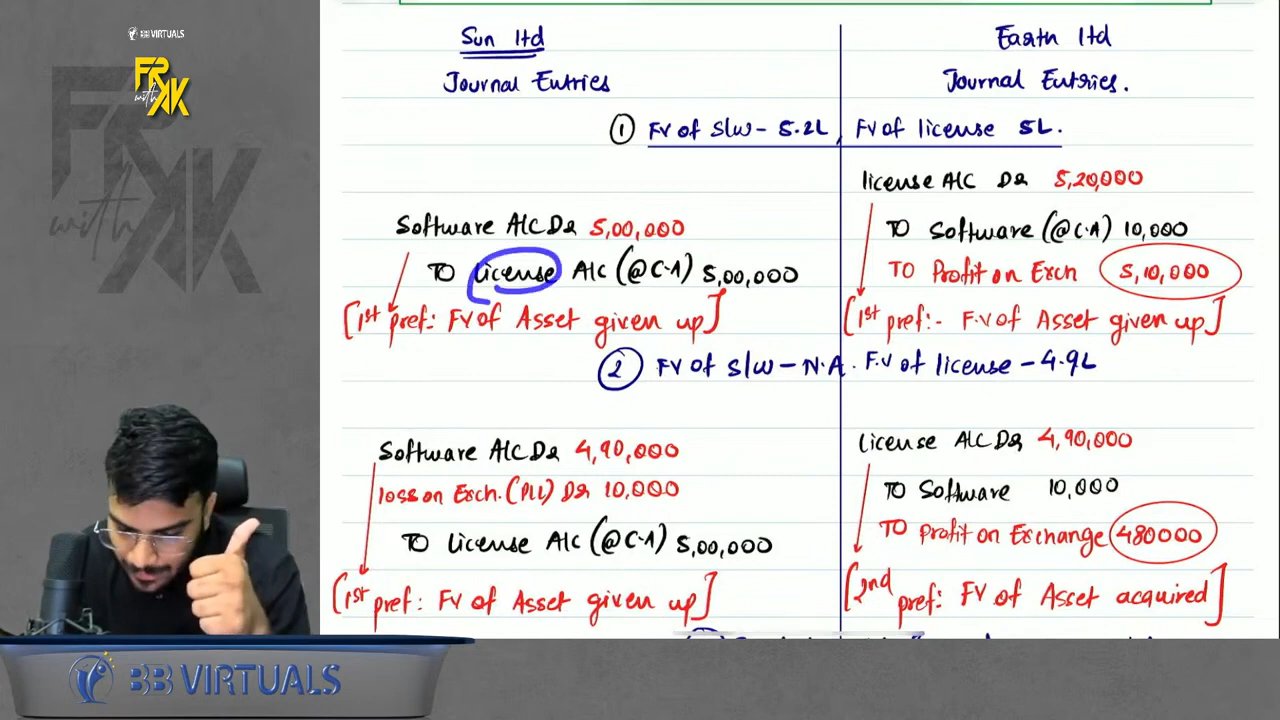 BB VIRTUALS
FR
with
AK
FR
with
AK
Sun ltd
Journal Entries
Earth ltd
Journal Entries.
① FV of S/W - 5.2L, FV of license 5L.
Software A/C Dr 5,00,000
To License A/C (@C.A) 5,00,000
[1st pref: FV of Asset given up]
license A/C Dr 5,20,000
To Software (@C.A) 10,000
To Profit on Exch 5,10,000
[1st pref:- F.V of Asset given up]
② FV of S/W - N.A. F.V of license - 4.9L
Software A/C Dr 4,90,000
loss on Exch. (P/L) Dr 10,000
To License A/C (@C.A) 5,00,000
[1st pref: FV of Asset given up]
License A/C Dr 4,90,000
To Software 10,000
To Profit on Exchange 480000
[2nd pref: FV of Asset acquired]
BB VIRTUALS